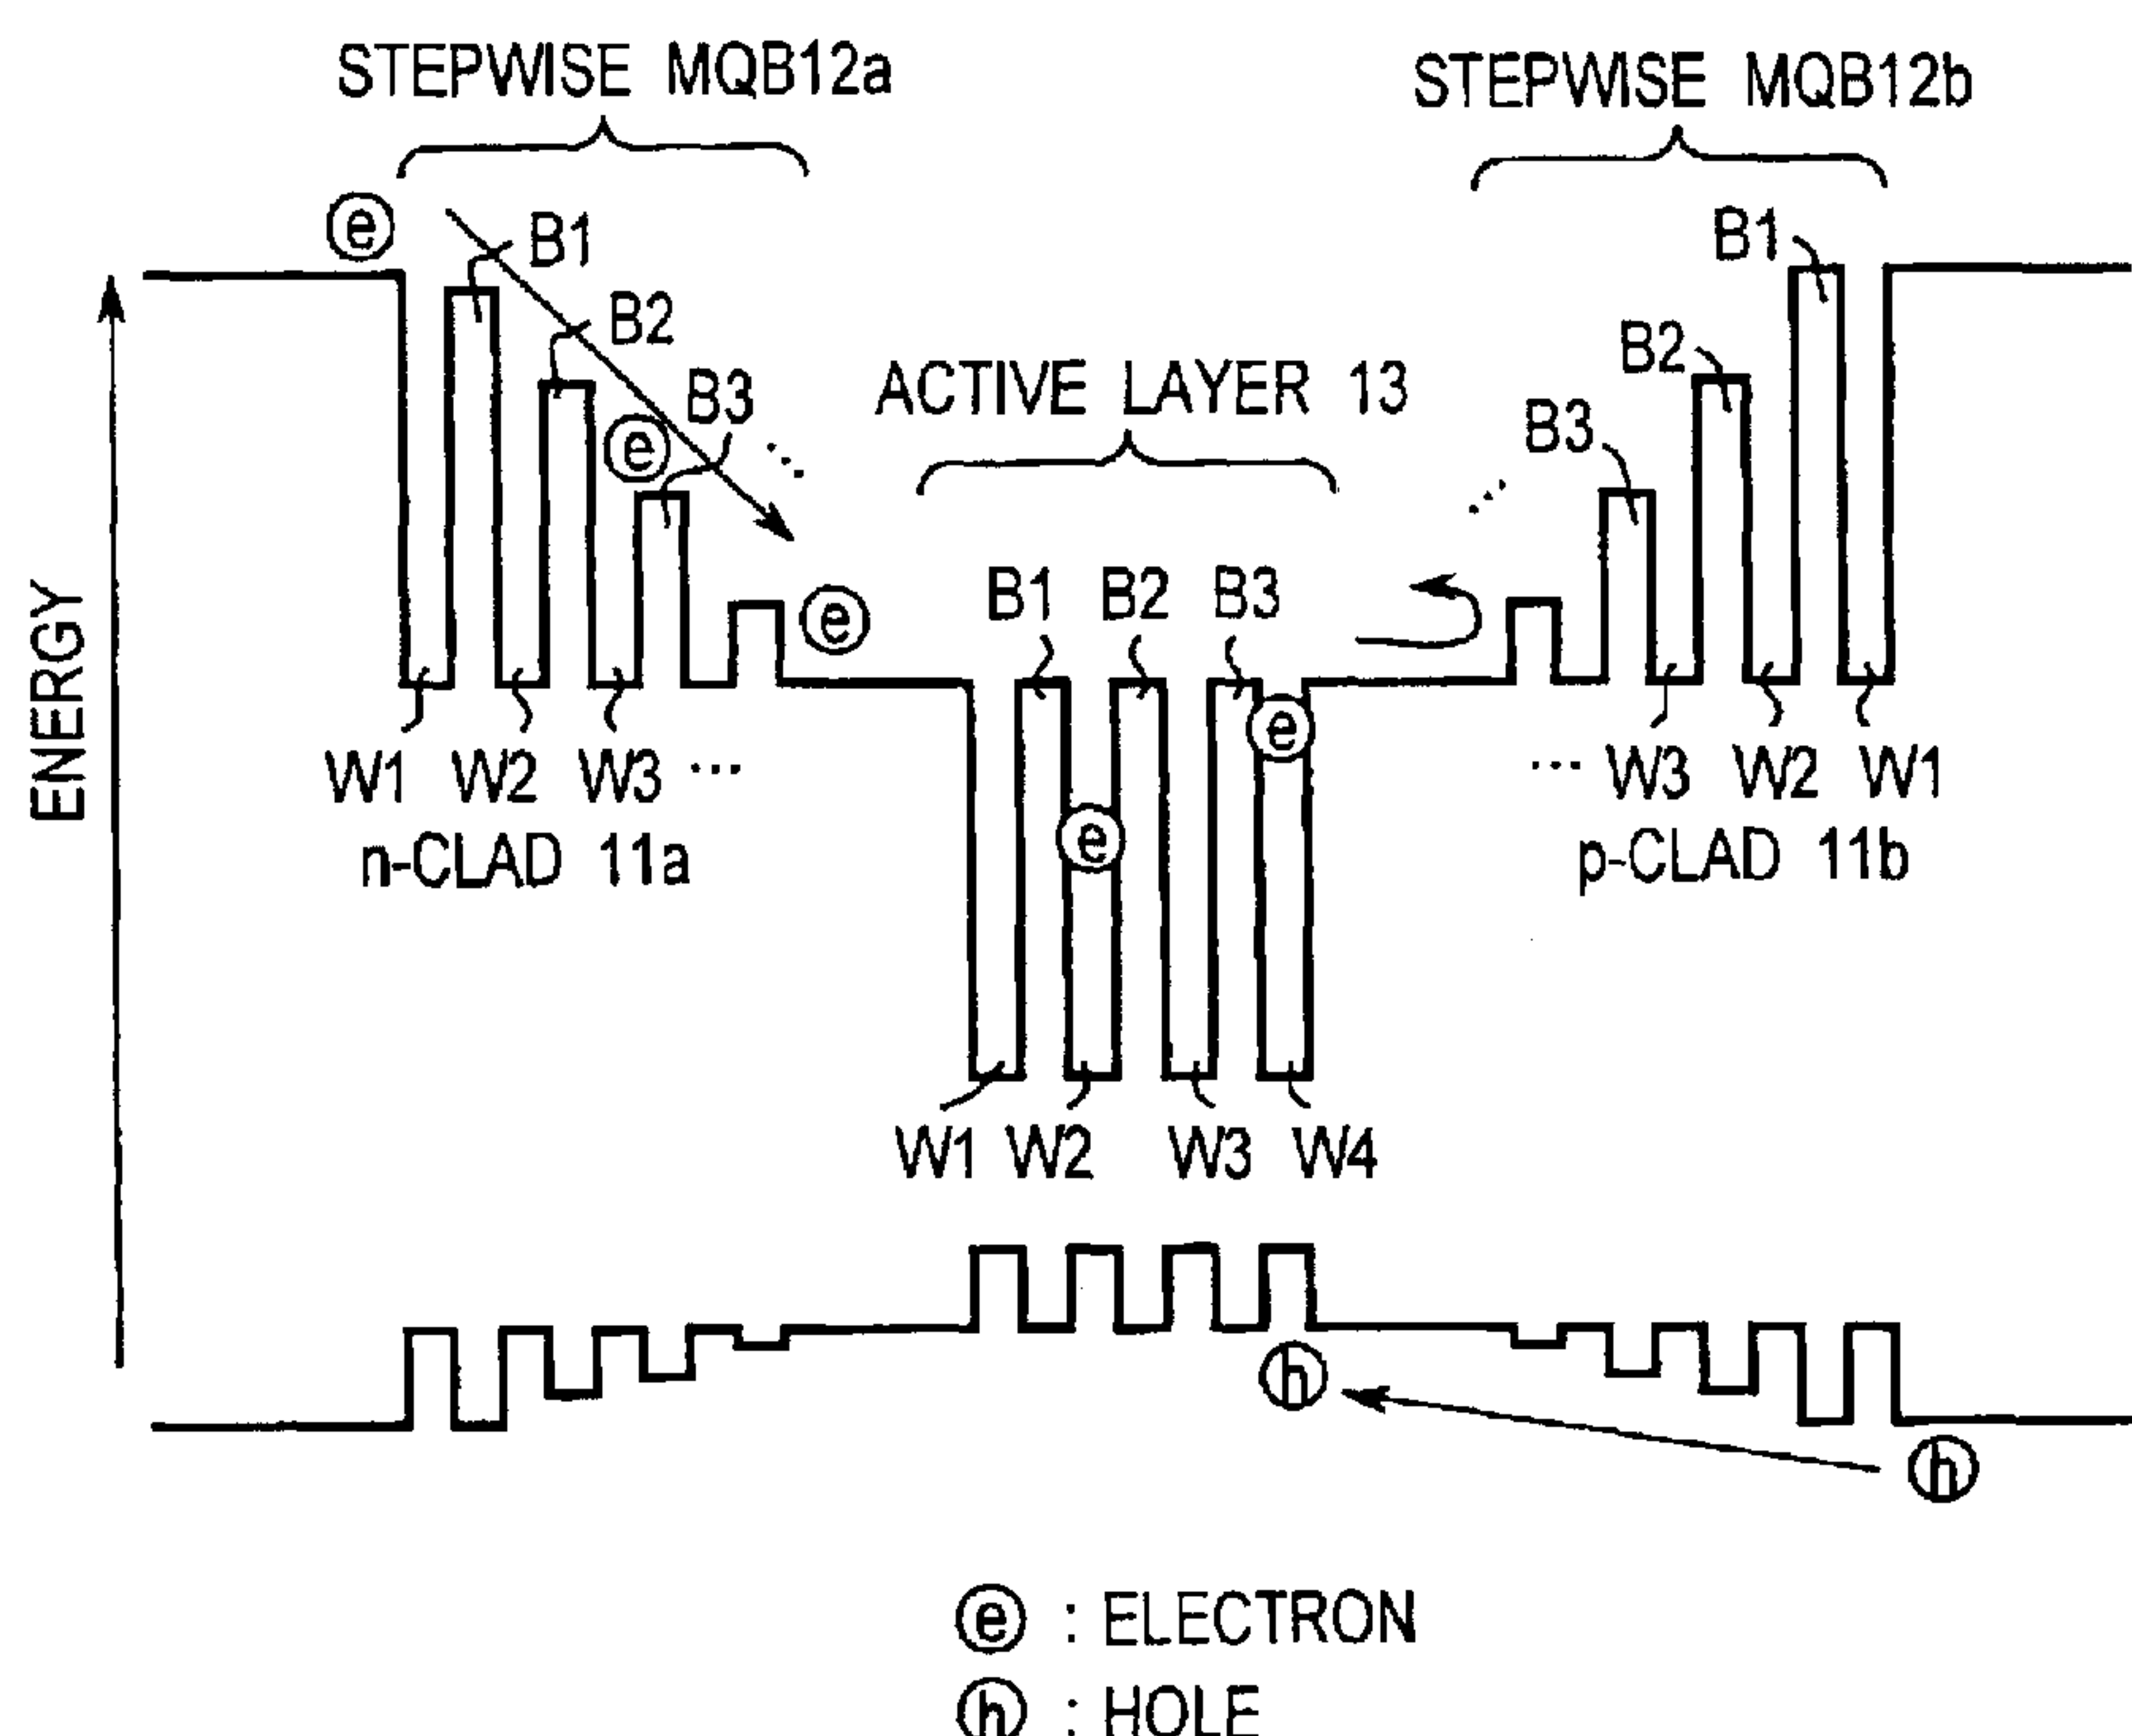 STEPWISE MQB12a
STEPWISE MQB12b
ⓔ
B1
B1
B2
B2
B3
B3
ACTIVE LAYER 13
ⓔ
ⓔ
B1 B2 B3
ⓔ
ⓔ
ENERGY
W1 W2 W3 ...
... W3 W2 W1
n-CLAD 11a
p-CLAD 11b
W1 W2 W3 W4
ⓗ
ⓗ
ⓔ : ELECTRON
ⓗ : HOLE